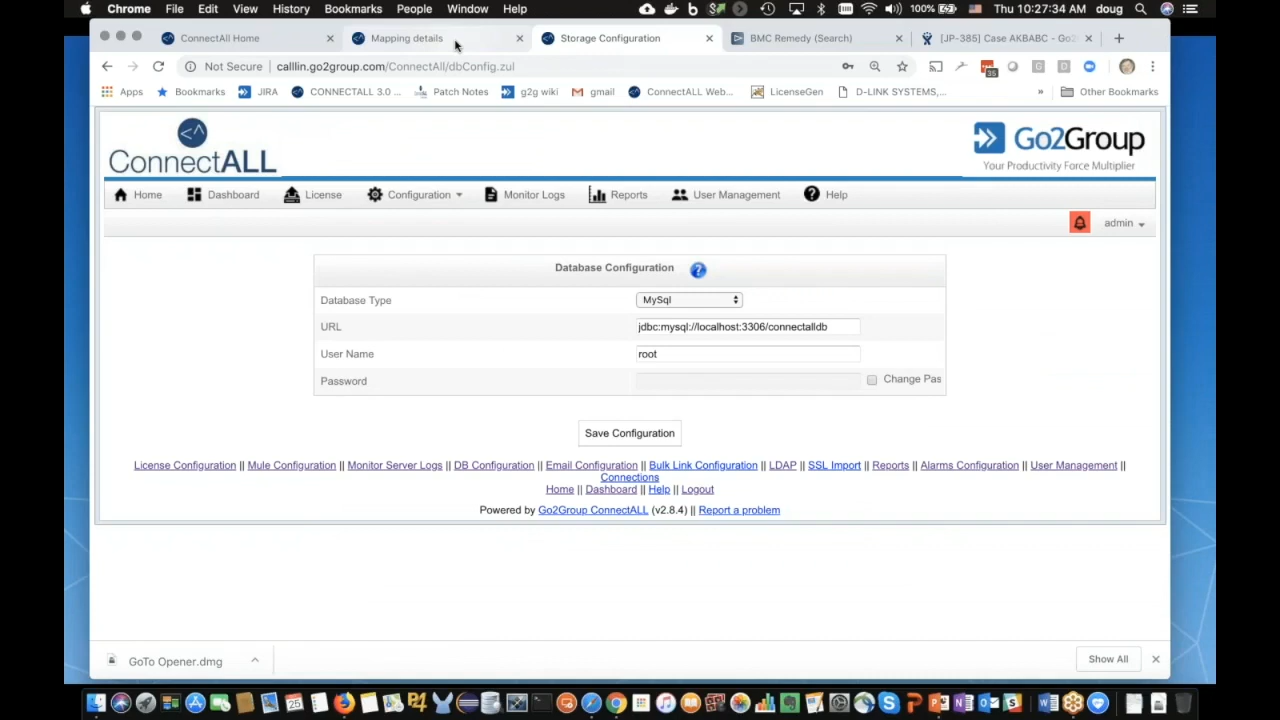 Chrome File Edit View History Bookmarks People Window Help 100% Thu 10:27:34 AM doug
ConnectAll Home Mapping details Storage Configuration BMC Remedy (Search) [JP-385] Case AKBABC - Go2
Not Secure calllin.go2group.com/ConnectAll/dbConfig.zul 35
Apps Bookmarks JIRA CONNECTALL 3.0 ... Patch Notes g2g wiki gmail ConnectALL Web... LicenseGen D-LINK SYSTEMS,... » Other Bookmarks
ConnectALL
Go2Group
Your Productivity Force Multiplier
Home Dashboard License Configuration Monitor Logs Reports User Management Help
admin
Database Configuration
Database Type MySql
URL jdbc:mysql://localhost:3306/connectalldb
User Name root
Password Change Pas
Save Configuration
License Configuration || Mule Configuration || Monitor Server Logs || DB Configuration || Email Configuration || Bulk Link Configuration || LDAP || SSL Import || Reports || Alarms Configuration || User Management ||
Connections
Home || Dashboard || Help || Logout
Powered by Go2Group ConnectALL (v2.8.4) || Report a problem
GoTo Opener.dmg Show All